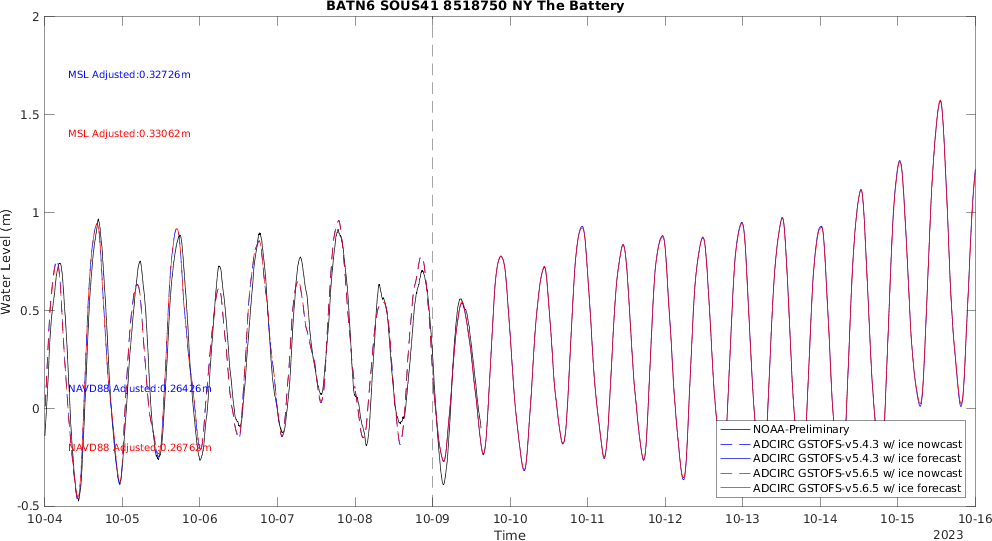 BATN6 SOUS41 8518750 NY The Battery
2
1.5
1
0.5
0
-0.5
Water Level (m)
MSL Adjusted:0.32726m
MSL Adjusted:0.33062m
NAVD88 Adjusted:0.26426m
NAVD88 Adjusted:0.26762m
NOAA-Preliminary
ADCIRC GSTOFS-v5.4.3 w/ ice nowcast
ADCIRC GSTOFS-v5.4.3 w/ ice forecast
ADCIRC GSTOFS-v5.6.5 w/ ice nowcast
ADCIRC GSTOFS-v5.6.5 w/ ice forecast
10-04 10-05 10-06 10-07 10-08 10-09 10-10 10-11 10-12 10-13 10-14 10-15 10-16
Time
2023